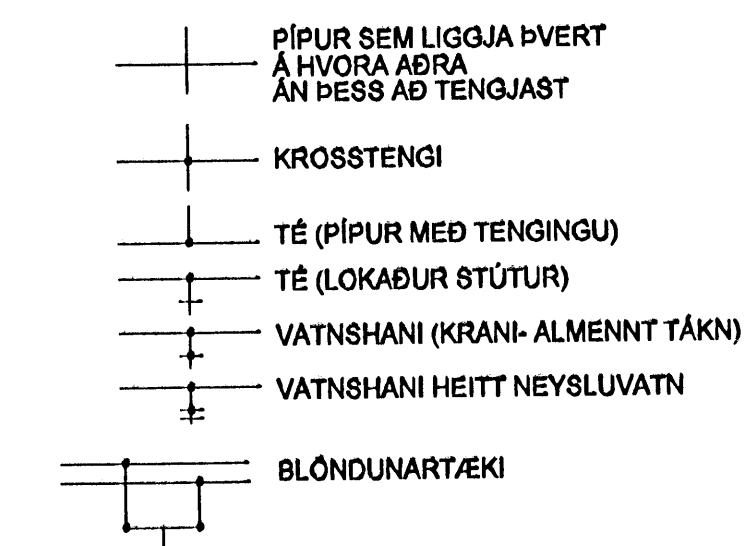 PÍPUR SEM LIGGJA ÞVERT
Á HVORA AÐRA
ÁN ÞESS AÐ TENGJAST
KROSSTENGI
TÉ (PÍPUR MEÐ TENGINGU)
TÉ (LOKAÐUR STÚTUR)
VATNSHANI (KRANI- ALMENNT TÁKN)
VATNSHANI HEITT NEYSLUVATN
BLÖNDUNARTÆKI